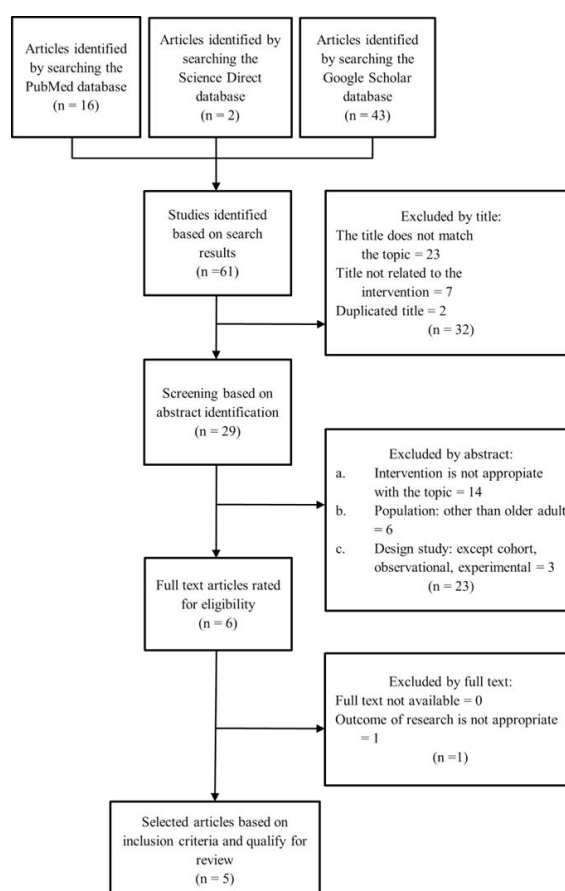 Articles identified
by searching the
PubMed database
(n = 16)
Articles identified by
searching the
Science Direct
database
(n = 2)
Articles identified
by searching the
Google Scholar
database
(n = 43)
Studies identified
based on search
results
(n =61)
Excluded by title:
The title does not match
the topic = 23
Title not related to the
intervention = 7
Duplicated title = 2
(n = 32)
Screening based on
abstract identification
(n = 29)
Excluded by abstract:
a. Intervention is not appropiate
with the topic = 14
b. Population: other than older adult
= 6
c. Design study: except cohort,
observational, experimental = 3
(n = 23)
Full text articles rated
for eligibility
(n = 6)
Excluded by full text:
Full text not available = 0
Outcome of research is not appropriate
= 1
(n =1)
Selected articles based on
inclusion criteria and qualify for
review
(n = 5)